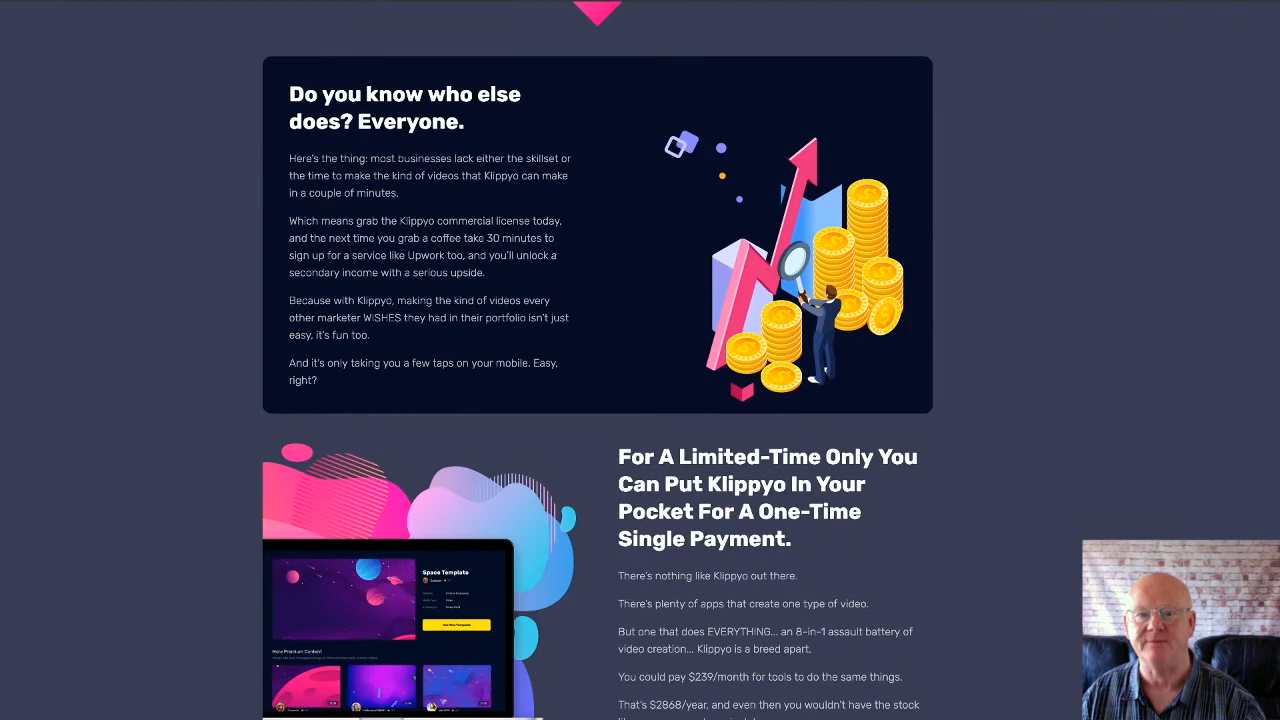 Do you know who else
does? Everyone.
Here's the thing: most businesses lack either the skillset or
the time to make the kind of videos that Klippyo can make
in a couple of minutes.
Which means grab the Klippyo commercial license today,
and the next time you grab a coffee take 30 minutes to
sign up for a service like Upwork too, and you'll unlock a
secondary income with a serious upside.
Because with Klippyo, making the kind of videos every
other marketer WISHES they had in their portfolio isn't just
easy, it's fun too.
And it's only taking you a few taps on your mobile. Easy,
right?
For A Limited-Time Only You
Can Put Klippyo In Your
Pocket For A One-Time
Single Payment.
There's nothing like Klippyo out there.
There's plenty of apps that create one type of video.
But one that does EVERYTHING... an 8-in-1 assault battery of
video creation... Klippyo is a breed apart.
You could pay $239/month for tools to do the same things.
That's $2868/year, and even then you wouldn't have the stock
Space Template
More Premium Content